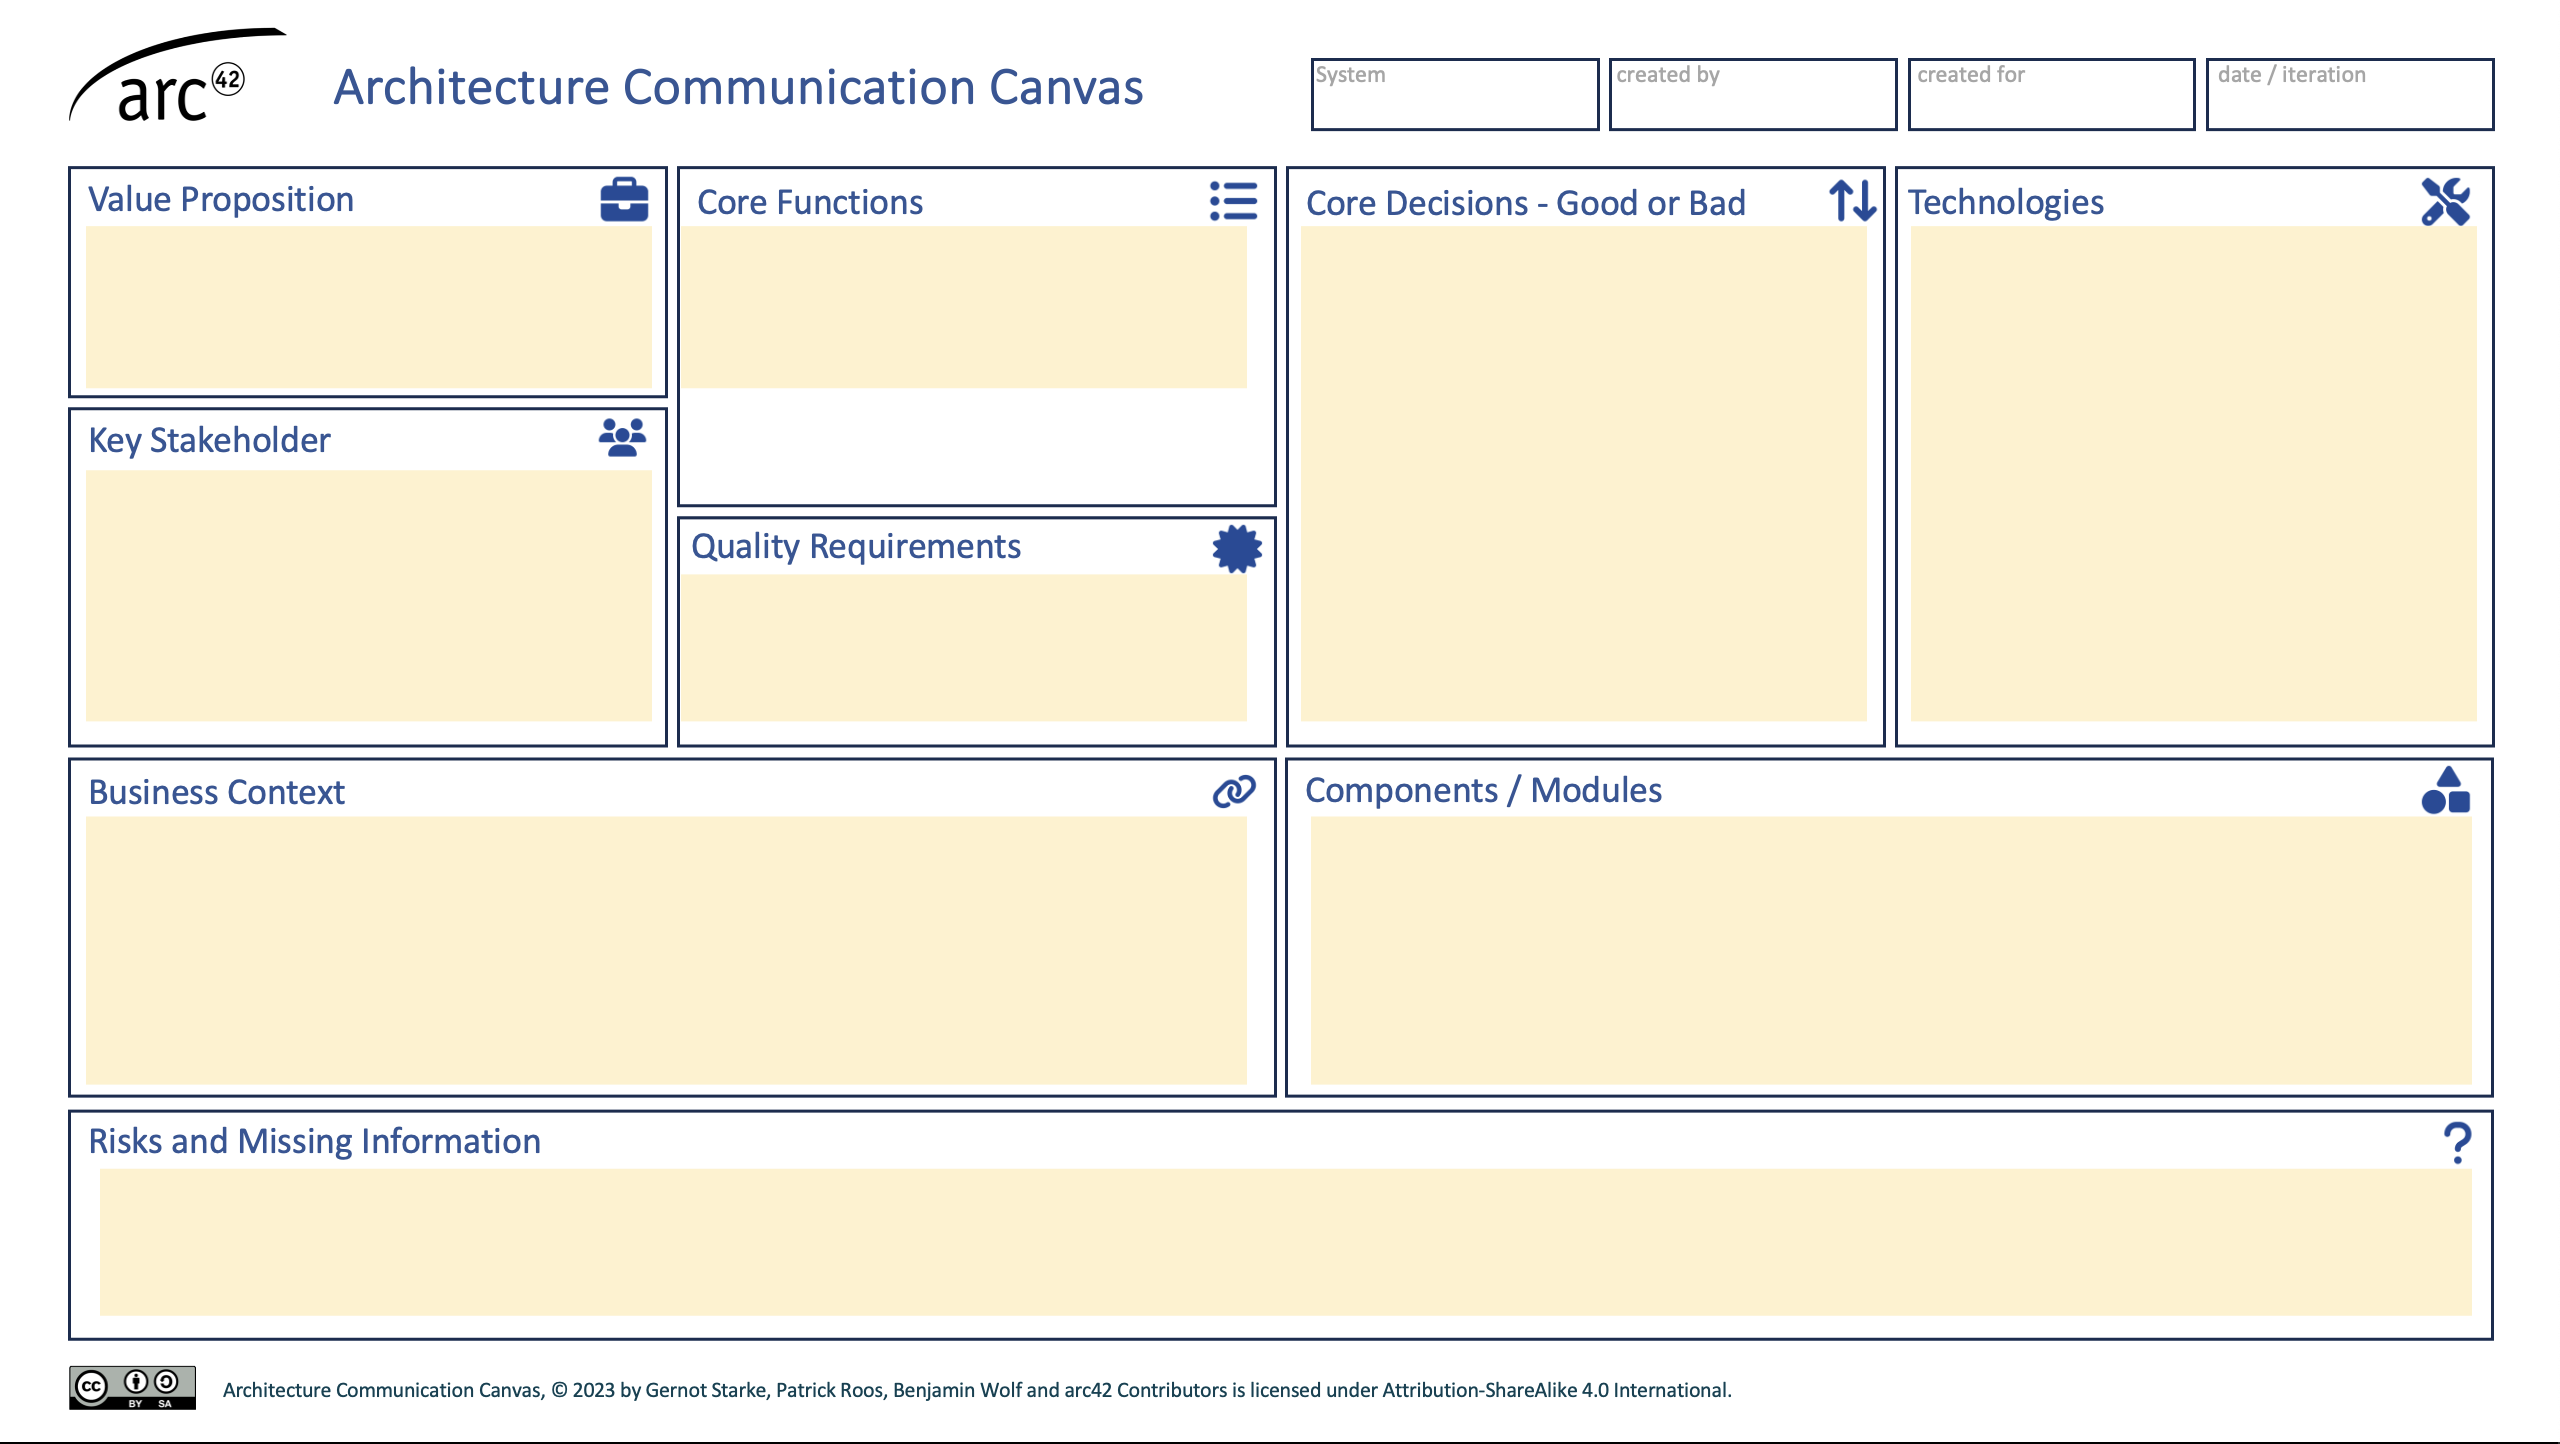 arc 42
Architecture Communication Canvas
System
created by
created for
date / iteration
Value Proposition
Core Functions
Core Decisions - Good or Bad
Technologies
Key Stakeholder
Quality Requirements
Business Context
Components / Modules
Risks and Missing Information
?
cc BY SA
Architecture Communication Canvas, © 2023 by Gernot Starke, Patrick Roos, Benjamin Wolf and arc42 Contributors is licensed under Attribution-ShareAlike 4.0 International.